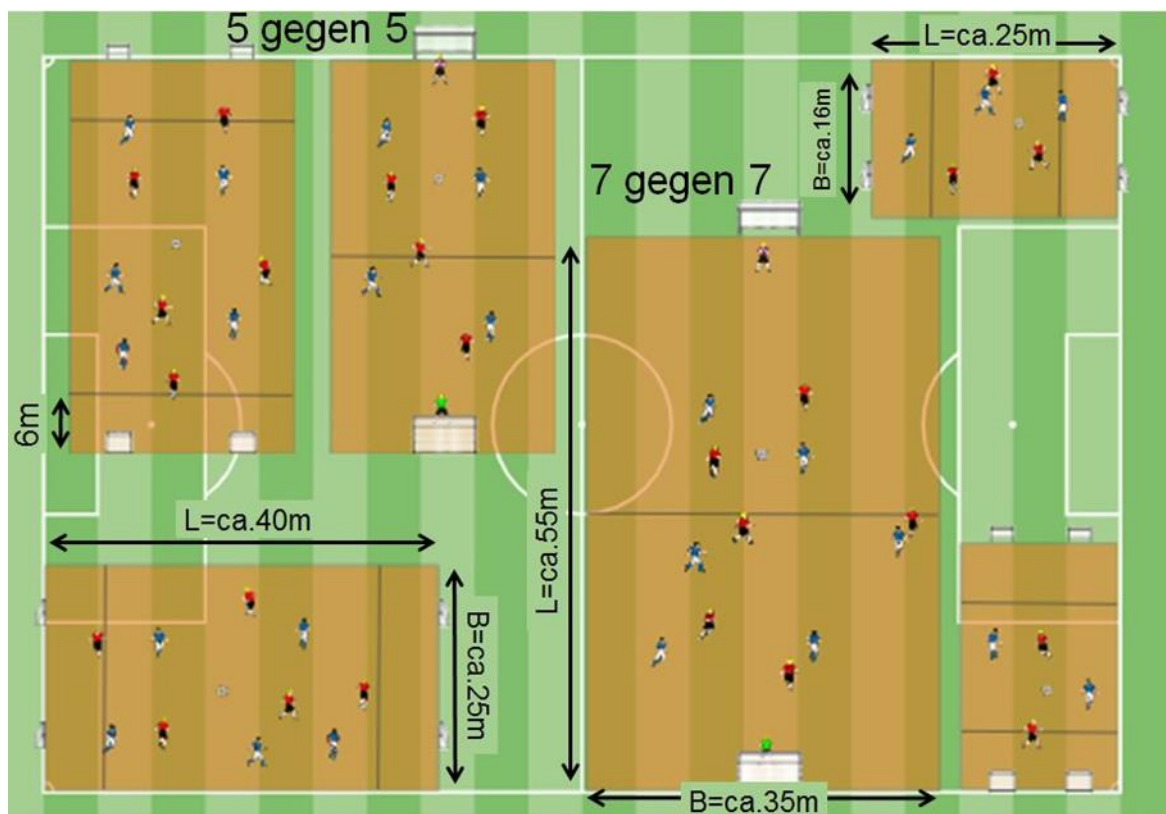 5 gegen 5
L=ca.25m
B=ca.16m
7 gegen 7
6m
L=ca.40m
L=ca.55m
B=ca.25m
B=ca.35m